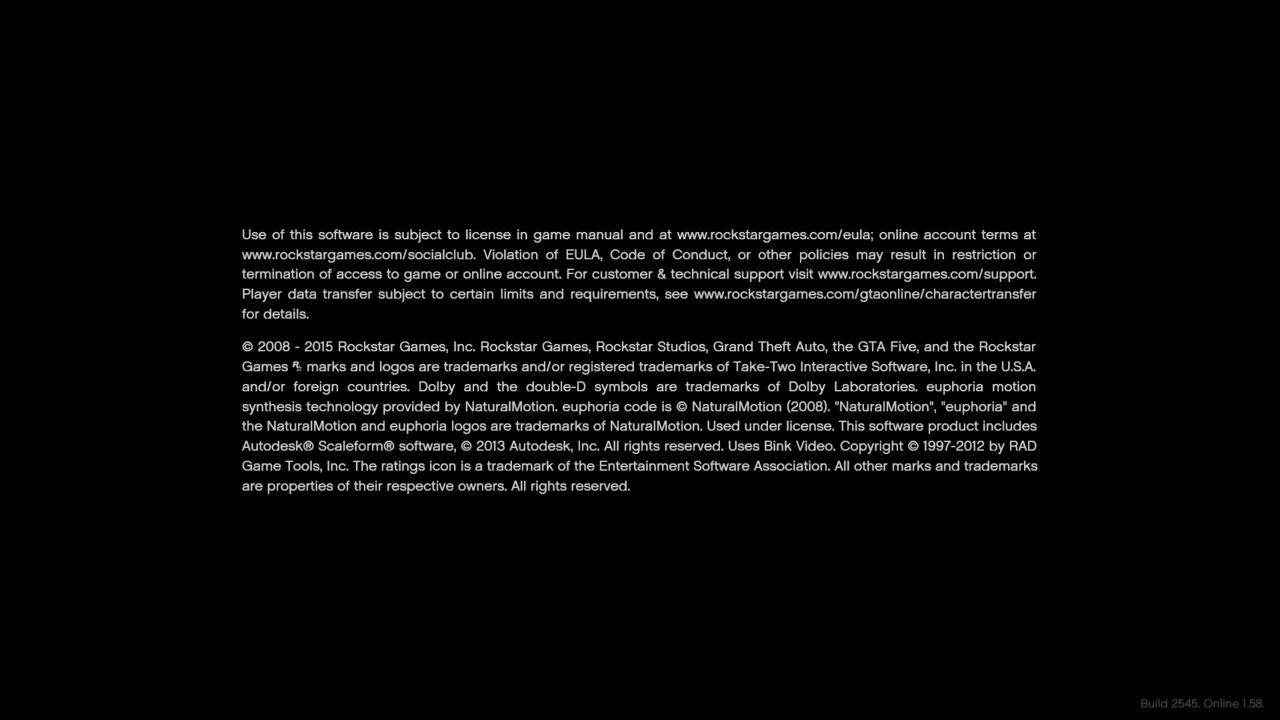 Use of this software is subject to license in game manual and at www.rockstargames.com/eula; online account terms at
www.rockstargames.com/socialclub. Violation of EULA, Code of Conduct, or other policies may result in restriction or
termination of access to game or online account. For customer & technical support visit www.rockstargames.com/support.
Player data transfer subject to certain limits and requirements, see www.rockstargames.com/gtaonline/charactertransfer
for details.
© 2008 - 2015 Rockstar Games, Inc. Rockstar Games, Rockstar Studios, Grand Theft Auto, the GTA Five, and the Rockstar
Games R* marks and logos are trademarks and/or registered trademarks of Take-Two Interactive Software, Inc. in the U.S.A.
and/or foreign countries. Dolby and the double-D symbols are trademarks of Dolby Laboratories. euphoria motion
synthesis technology provided by NaturalMotion. euphoria code is © NaturalMotion (2008). "NaturalMotion", "euphoria" and
the NaturalMotion and euphoria logos are trademarks of NaturalMotion. Used under license. This software product includes
Autodesk® Scaleform® software, © 2013 Autodesk, Inc. All rights reserved. Uses Bink Video. Copyright © 1997-2012 by RAD
Game Tools, Inc. The ratings icon is a trademark of the Entertainment Software Association. All other marks and trademarks
are properties of their respective owners. All rights reserved.
Build 2545. Online 1.58.